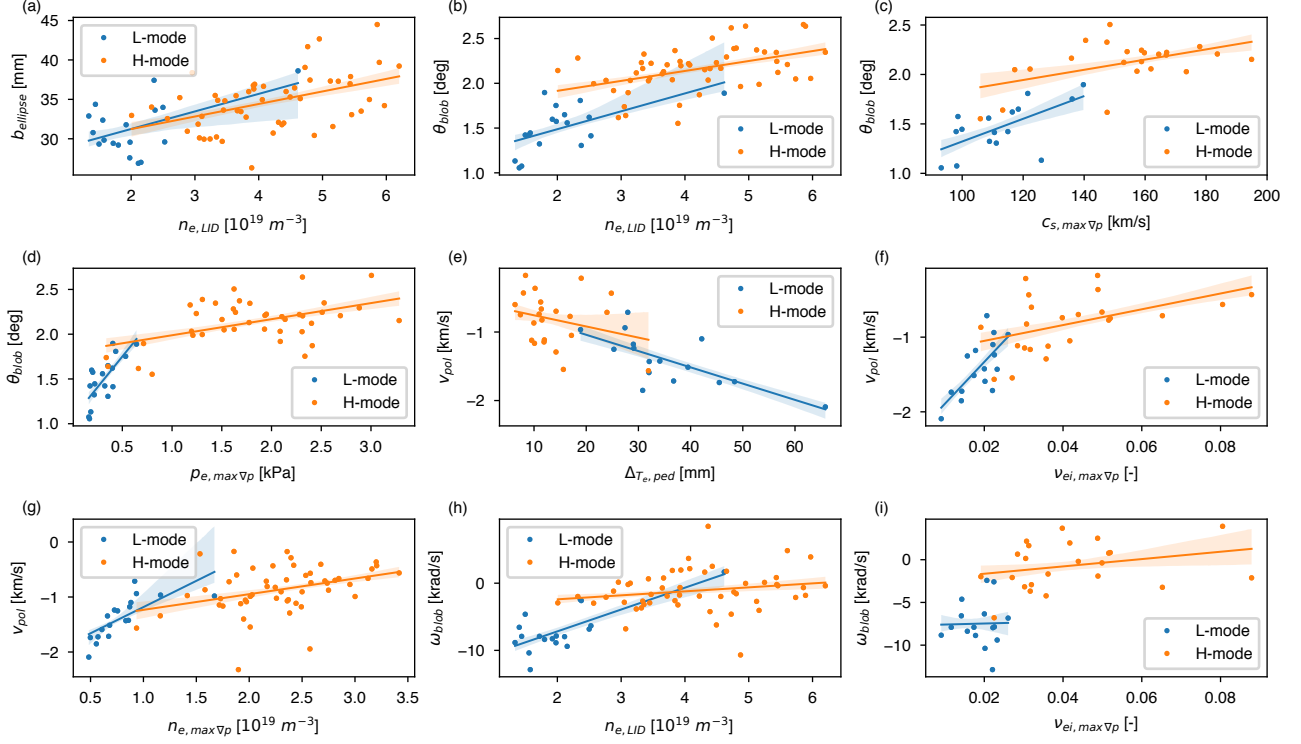 (a)
45
40
35
30
b_ellipse [mm]
L-mode
H-mode
2 3 4 5 6
n_e,LID [10^19 m^−3]
(b)
2.5
2.0
1.5
1.0
θ_blob [deg]
L-mode
H-mode
2 3 4 5 6
n_e,LID [10^19 m^−3]
(c)
2.5
2.0
1.5
1.0
θ_blob [deg]
L-mode
H-mode
100 120 140 160 180 200
c_s,max∇p [km/s]
(d)
2.5
2.0
1.5
1.0
θ_blob [deg]
L-mode
H-mode
0.5 1.0 1.5 2.0 2.5 3.0
p_e,max∇p [kPa]
(e)
−1
−2
v_pol [km/s]
L-mode
H-mode
10 20 30 40 50 60
Δ_T_e,ped [mm]
(f)
0
−1
−2
v_pol [km/s]
L-mode
H-mode
0.02 0.04 0.06 0.08
ν_ei,max∇p [-]
(g)
0
−1
−2
v_pol [km/s]
L-mode
H-mode
0.5 1.0 1.5 2.0 2.5 3.0 3.5
n_e,max∇p [10^19 m^−3]
(h)
5
0
−5
−10
ω_blob [krad/s]
L-mode
H-mode
2 3 4 5 6
n_e,LID [10^19 m^−3]
(i)
0
−5
−10
ω_blob [krad/s]
L-mode
H-mode
0.02 0.04 0.06 0.08
ν_ei,max∇p [-]